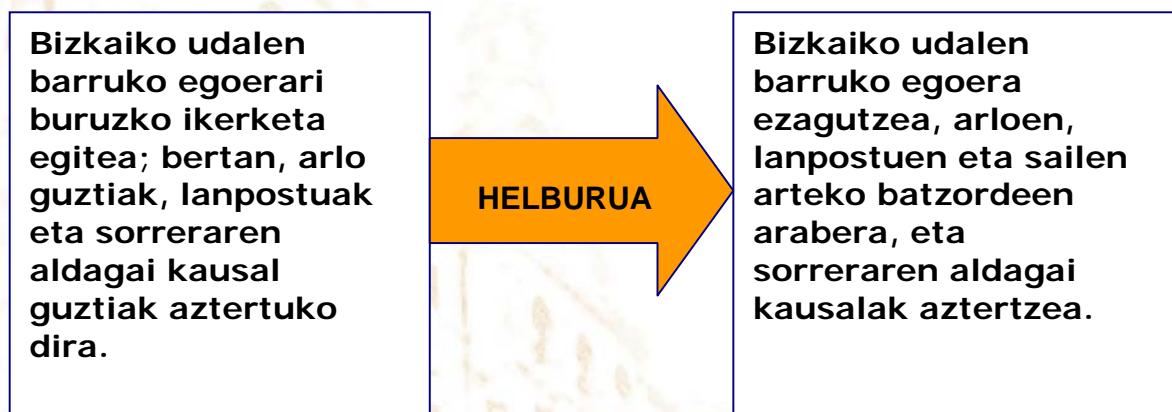 Bizkaiko udalen
barruko egoerari
buruzko ikerketa
egitea; bertan, arlo
guztiak, lanpostuak
eta sorreraren
aldagai kausal
guztiak aztertuko
dira.
HELBURUA
Bizkaiko udalen
barruko egoera
ezagutzea, arloen,
lanpostuen eta sailen
arteko batzordeen
arabera, eta
sorreraren aldagai
kausalak aztertzea.